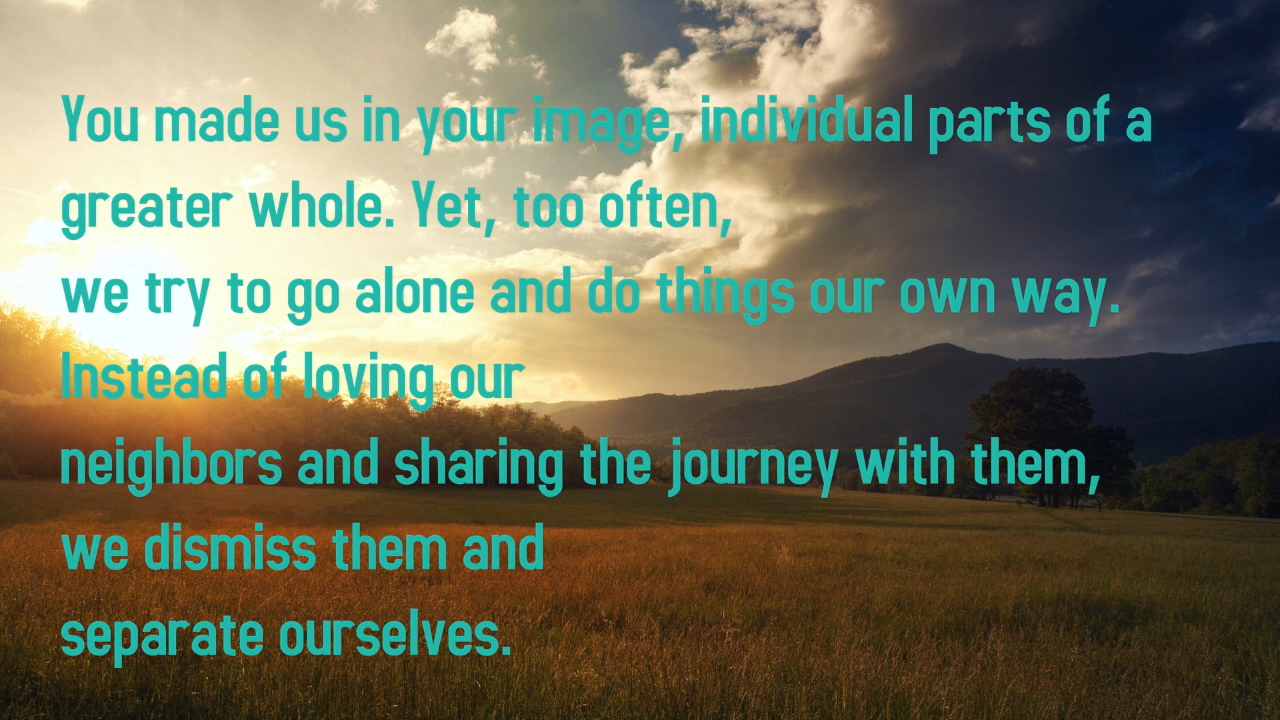 You made us in your image, individual parts of a
greater whole. Yet, too often,
we try to go alone and do things our own way.
Instead of loving our
neighbors and sharing the journey with them,
we dismiss them and
separate ourselves.